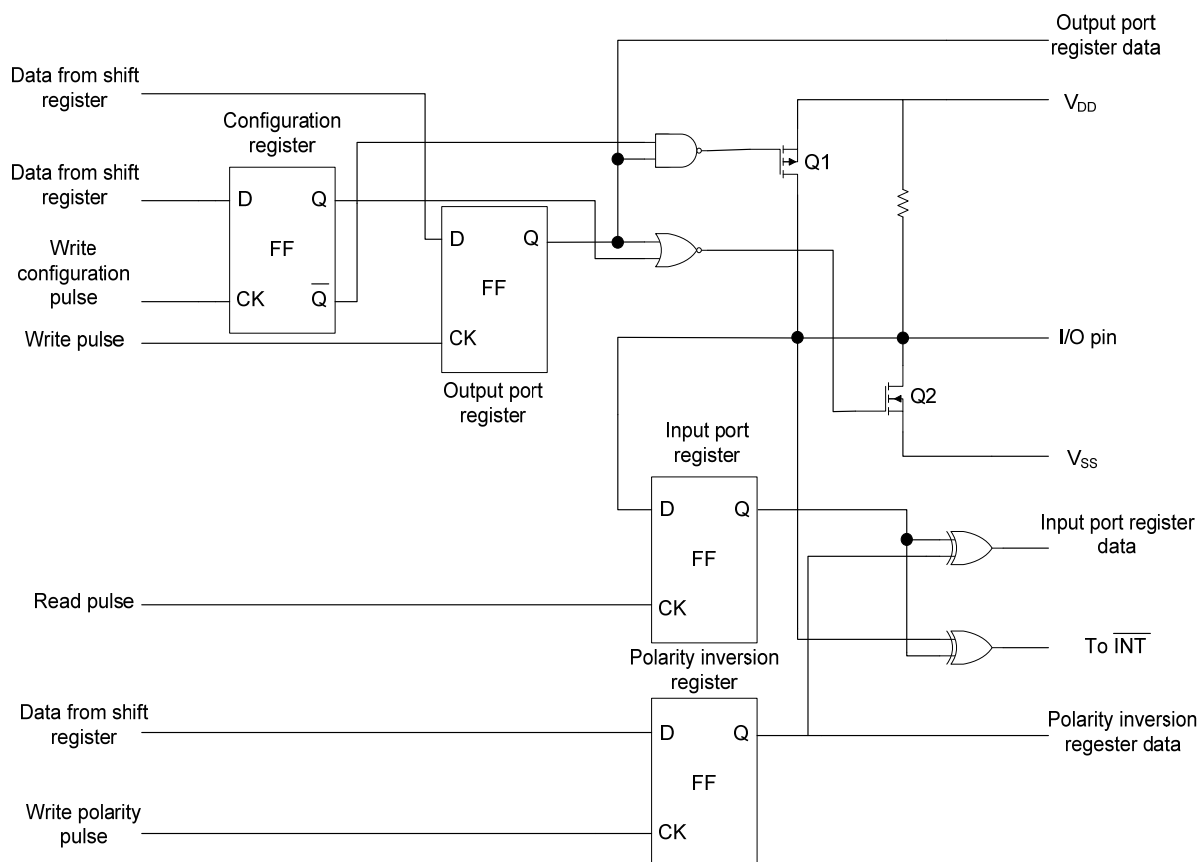 Output port
register data
Data from shift
register
V_DD
Configuration
register
Q1
Data from shift
register
D
Q
D
Q
FF
Write
configuration
pulse
FF
CK
Q̅
Write pulse
CK
I/O pin
Output port
register
Q2
Input port
register
V_SS
D
Q
Input port register
data
FF
Read pulse
CK
To I̅N̅T̅
Polarity inversion
register
Data from shift
register
D
Q
Polarity inversion
regester data
FF
Write polarity
pulse
CK